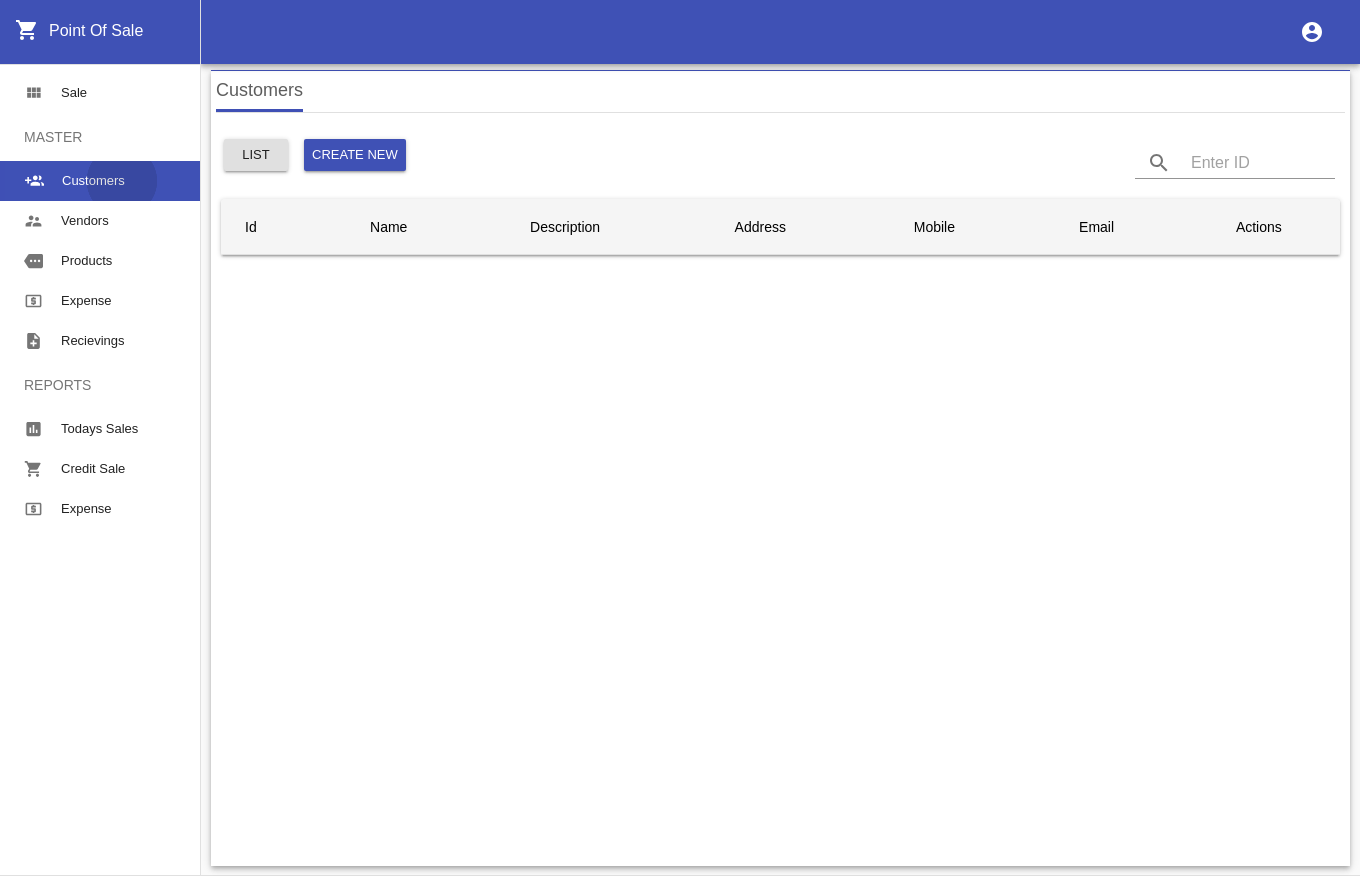 Point Of Sale
Sale
MASTER
Customers
Vendors
Products
Expense
Recievings
REPORTS
Todays Sales
Credit Sale
Expense
Customers
LIST
CREATE NEW
Enter ID
Id Name Description Address Mobile Email Actions